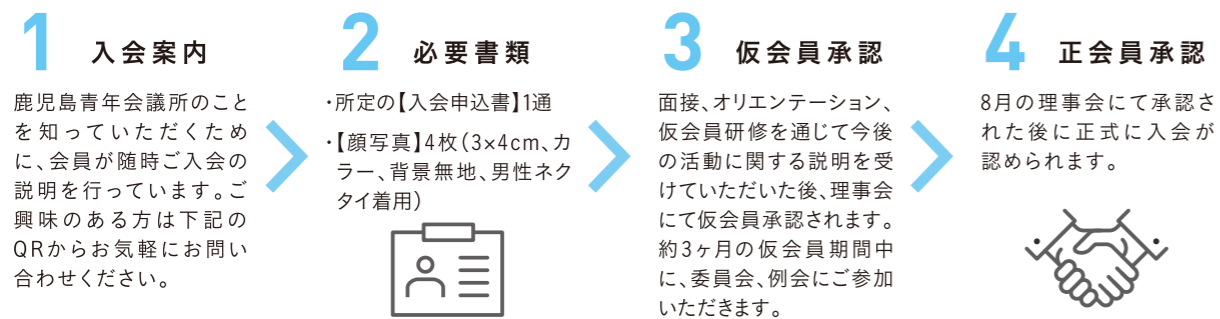 1 入会案内
鹿児島青年会議所のこと
を知っていただくため
に、会員が随時ご入会の
説明を行っています。ご
興味のある方は下記の
QRからお気軽にお問い
合わせください。
2 必要書類
・所定の【入会申込書】1通
・【顔写真】4枚(3×4cm、カ
ラー、背景無地、男性ネク
タイ着用)
3 仮会員承認
面接、オリエンテーション、
仮会員研修を通じて今後
の活動に関する説明を受
けていただいた後、理事会
にて仮会員承認されます。
約3ヶ月の仮会員期間中
に、委員会、例会にご参加
いただきます。
4 正会員承認
8月の理事会にて承認さ
れた後に正式に入会が
認められます。